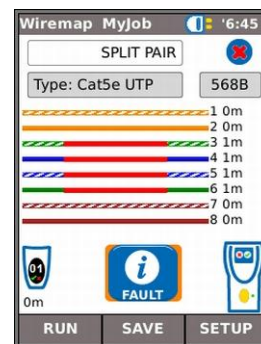 Wiremap MyJob '6:45
SPLIT PAIR
Type: Cat5e UTP 568B
1 0m
2 0m
3 1m
4 1m
5 1m
6 1m
7 0m
8 0m
01
i
0m
FAULT
RUN SAVE SETUP